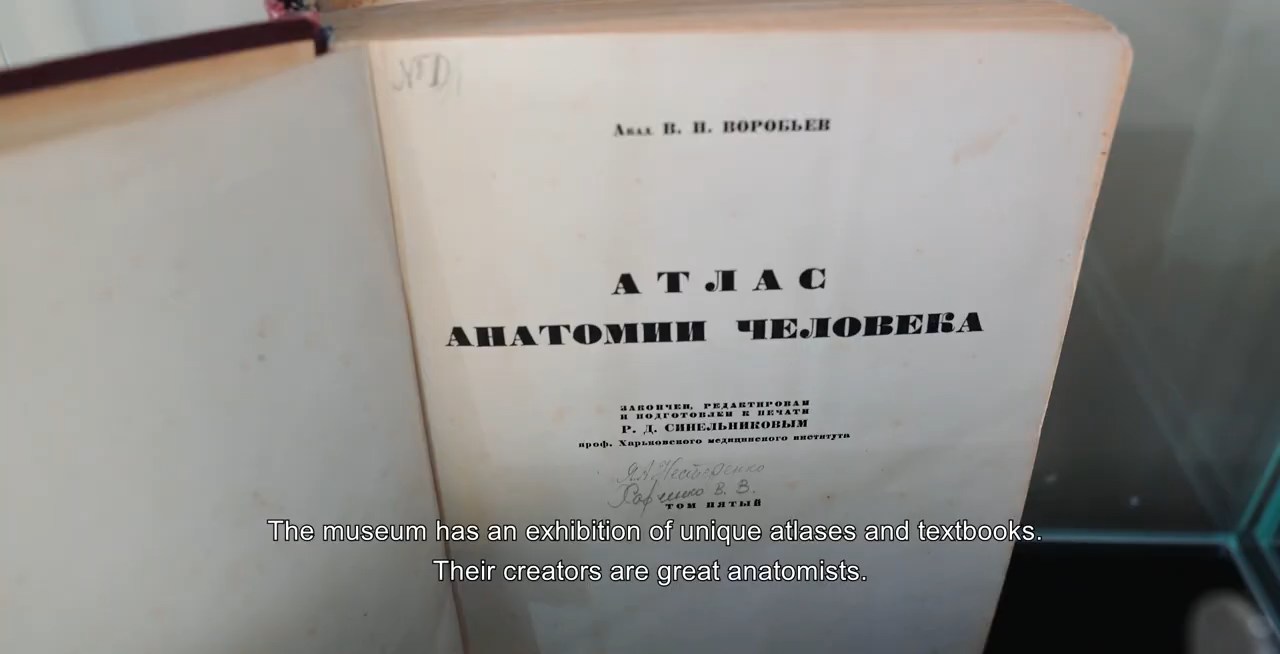 Акад. В. П. ВОРОБЬЕВ
АТЛАС
АНАТОМИИ ЧЕЛОВЕКА
ЗАКОНЧЕН, РЕДАКТИРОВАН
И ПОДГОТОВЛЕН К ПЕЧАТИ
Р. Д. СИНЕЛЬНИКОВЫМ
проф. Харьковского медицинского института
Харченко В. В.
ТОМ ПЯТЫЙ
The museum has an exhibition of unique atlases and textbooks.
Their creators are great anatomists.